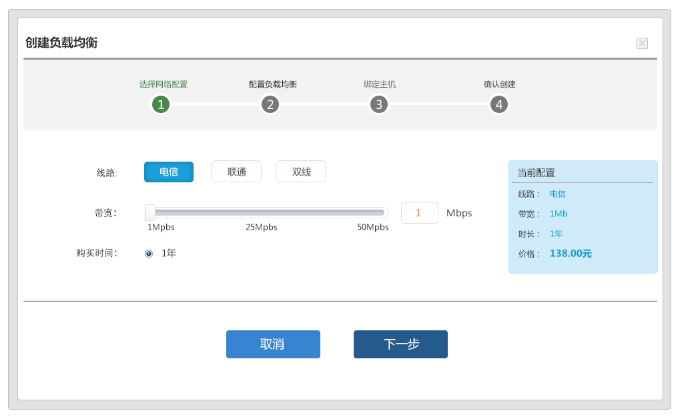 创建负载均衡
选择网络配置 配置负载均衡 绑定主机 确认创建
1 2 3 4
线路: 电信 联通 双线
带宽: 1 Mbps
1Mpbs 25Mpbs 50Mpbs
购买时间: 1年
当前配置
线路: 电信
带宽: 1Mb
时长: 1年
价格: 138.00元
取消 下一步